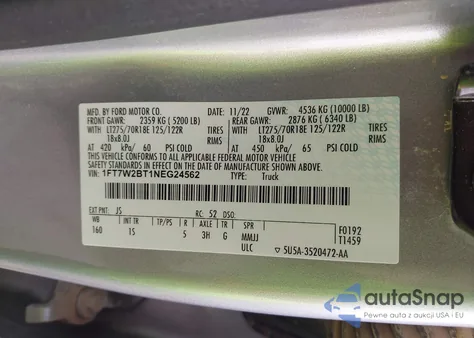 MFD. BY FORD MOTOR CO. 11/22 GVWR: 4536 KG (10000 LB)
FRONT GAWR: 2359 KG ( 5200 LB) REAR GAWR: 2876 KG ( 6340 LB)
WITH LT275/70R18E 125/122R TIRES WITH LT275/70R18E 125/122R TIRES
18x8.0J RIMS 18x8.0J RIMS
AT 420 kPa/ 60 PSI COLD AT 450 kPa/ 65 PSI COLD
THIS VEHICLE CONFORMS TO ALL APPLICABLE FEDERAL MOTOR VEHICLE
SAFETY STANDARDS IN EFFECT ON THE DATE OF MANUFACTURE SHOWN ABOVE.
VIN: 1FT7W2BT1NEG24562 TYPE: Truck
EXT PNT: JS RC: 52 DSO:
WB INT TP/PS R AXLE TR SPR F0192
160 1S 5 3H G MMJJ T1459
ULC 5U5A-3520472-AA
autoSnap
Damaged car auctions from USA i EU